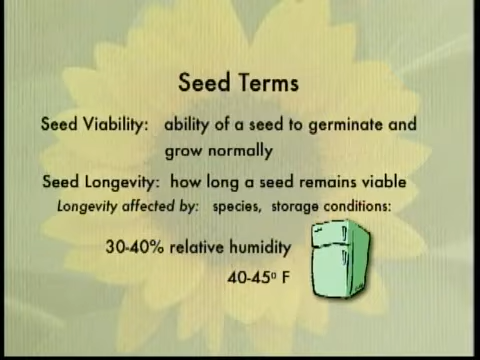 Seed Terms
Seed Viability: ability of a seed to germinate and
grow normally
Seed Longevity: how long a seed remains viable
Longevity affected by: species, storage conditions:
30-40% relative humidity
40-45º F